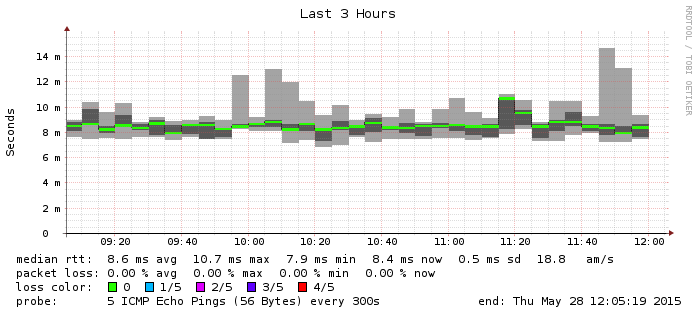 Last 3 Hours
RRDTOOL / TOBI OETIKER
Seconds
14 m
12 m
10 m
8 m
6 m
4 m
2 m
0
09:20 09:40 10:00 10:20 10:40 11:00 11:20 11:40 12:00
median rtt: 8.6 ms avg 10.7 ms max 7.9 ms min 8.4 ms now 0.5 ms sd 18.8 am/s
packet loss: 0.00 % avg 0.00 % max 0.00 % min 0.00 % now
loss color: 0 1/5 2/5 3/5 4/5
probe: 5 ICMP Echo Pings (56 Bytes) every 300s end: Thu May 28 12:05:19 2015